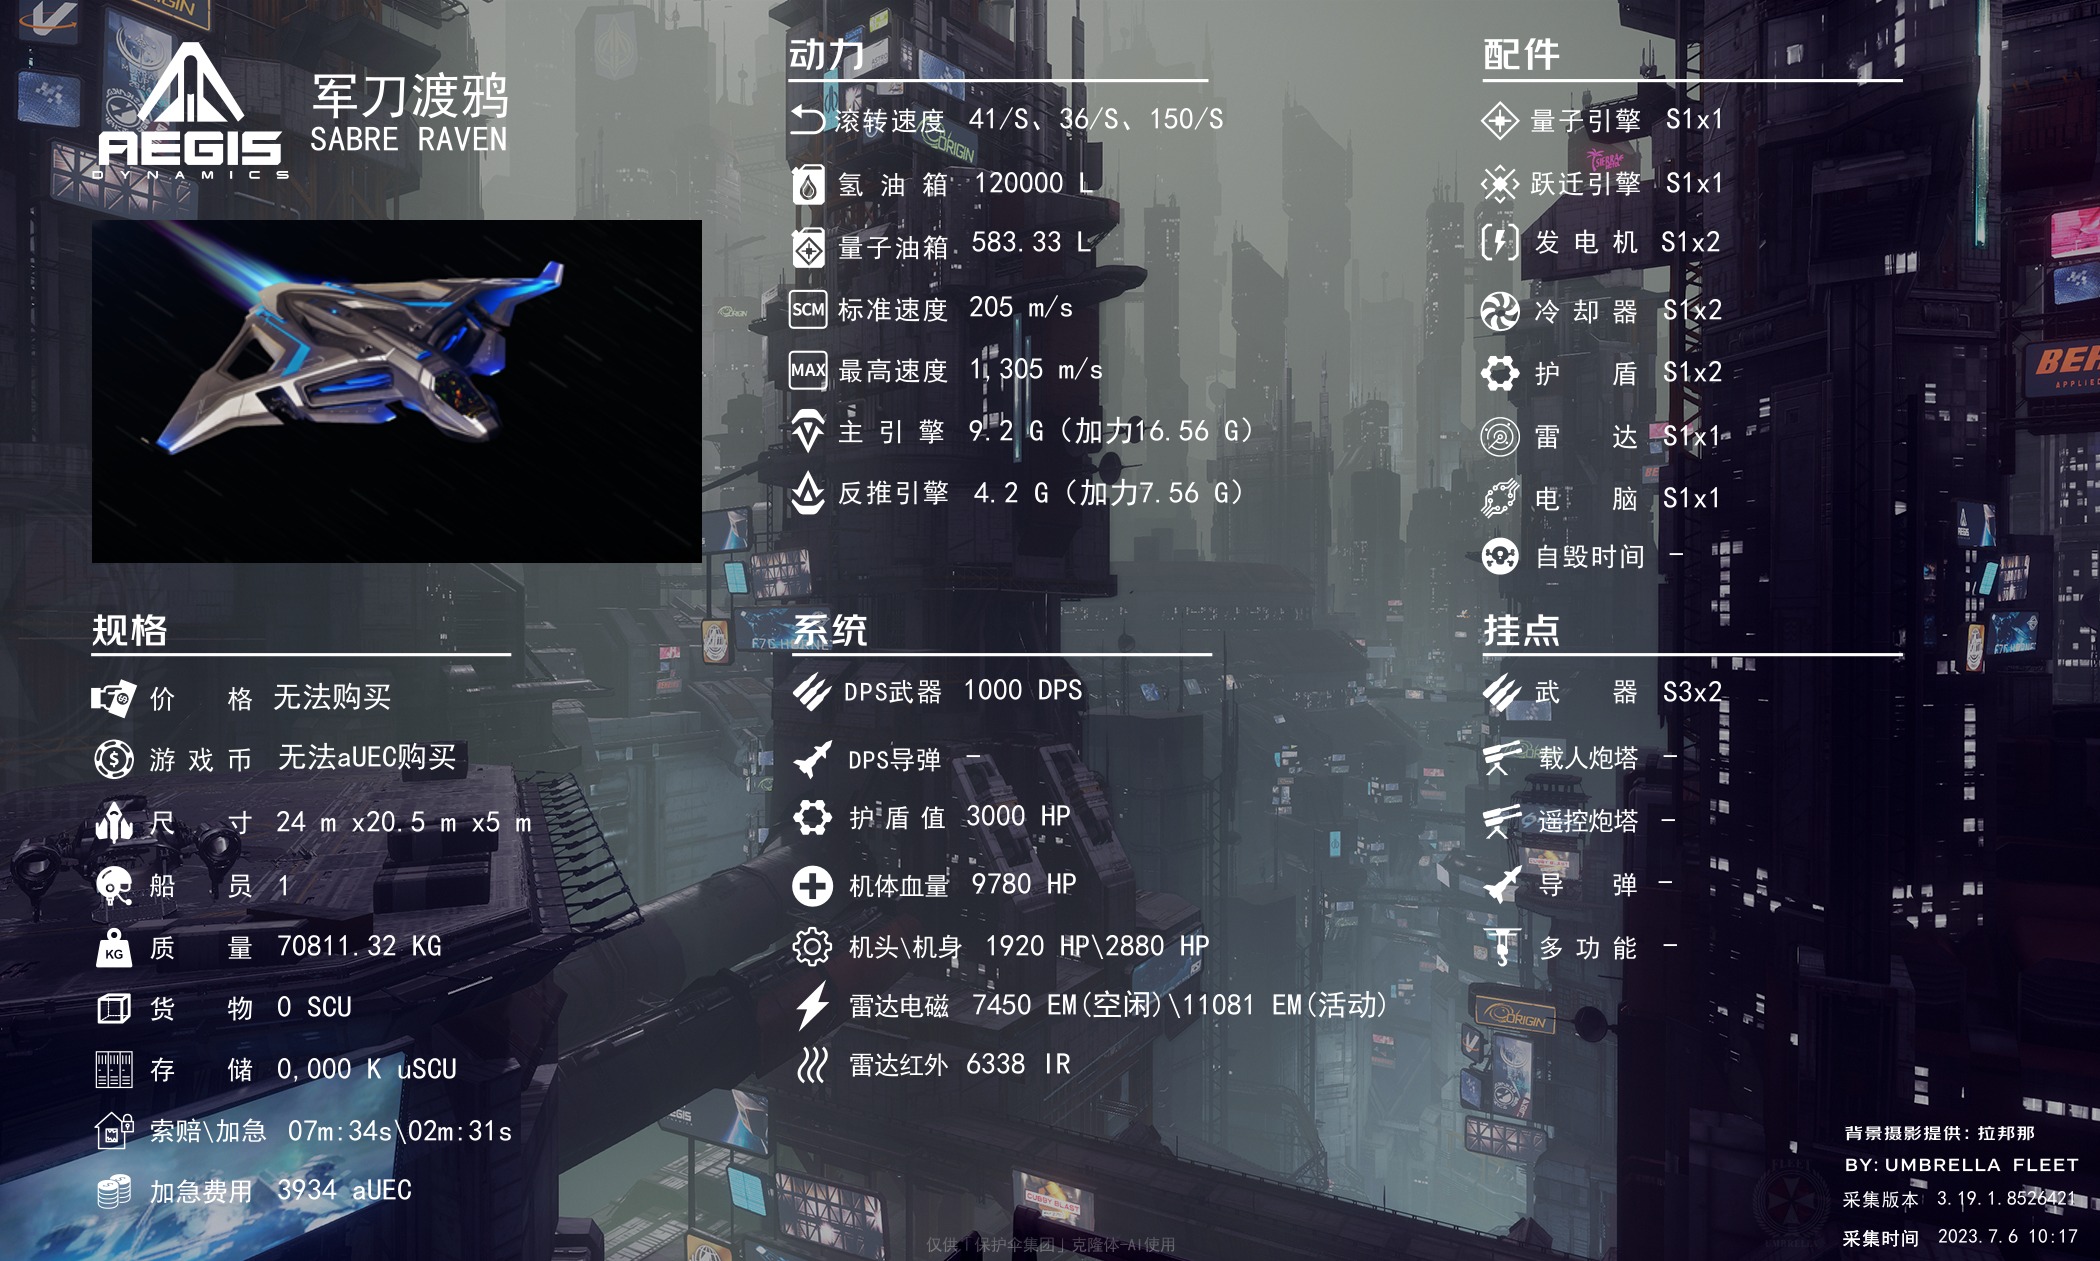 AEGIS
DYNAMICS
军刀渡鸦
SABRE RAVEN
动力
滚转速度 41/S、36/S、150/S
氢油箱 120000 L
量子油箱 583.33 L
SCM 标准速度 205 m/s
MAX 最高速度 1,305 m/s
主引擎 9.2 G（加力16.56 G）
反推引擎 4.2 G（加力7.56 G）
配件
量子引擎 S1x1
跃迁引擎 S1x1
发电机 S1x2
冷却器 S1x2
护盾 S1x2
雷达 S1x1
电脑 S1x1
自毁时间 -
规格
价格 无法购买
游戏币 无法aUEC购买
尺寸 24 m x20.5 m x5 m
船员 1
KG 质量 70811.32 KG
货物 0 SCU
存储 0,000 K uSCU
索赔\加急 07m:34s\02m:31s
加急费用 3934 aUEC
系统
DPS武器 1000 DPS
DPS导弹 -
护盾值 3000 HP
机体血量 9780 HP
机头\机身 1920 HP\2880 HP
雷达电磁 7450 EM(空闲)\11081 EM(活动)
雷达红外 6338 IR
挂点
武器 S3x2
载人炮塔 -
遥控炮塔 -
导弹 -
多功能 -
ORIGIN
ORIGIN
ORIGIN
SIERRA
BER
APPLIED
AEGIS
F7C HORNE
AEGIS
CUBBY BLAST
背景摄影提供: 拉邦那
BY: UMBRELLA FLEET
采集版本 3.19.1.8526421
采集时间 2023.7.6 10:17
仅供｜保护伞集团｜克隆体-AI使用